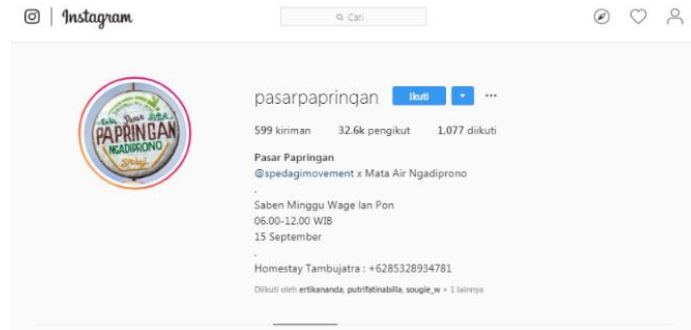 Instagram
Cari
pasarpapringan Ikuti
599 kiriman 32.6k pengikut 1,077 diikuti
Pasar Papringan
@spedagimovement x Mata Air Ngadiprono
.
Saben Minggu Wage lan Pon
06.00-12.00 WIB
15 September
.
Homestay Tambujatra : +6285328934781
Diikuti oleh ertikananda, putrifatinabilla, sougie_w + 1 lainnya
Pasar
PAPRINGAN
NGADIPRONO